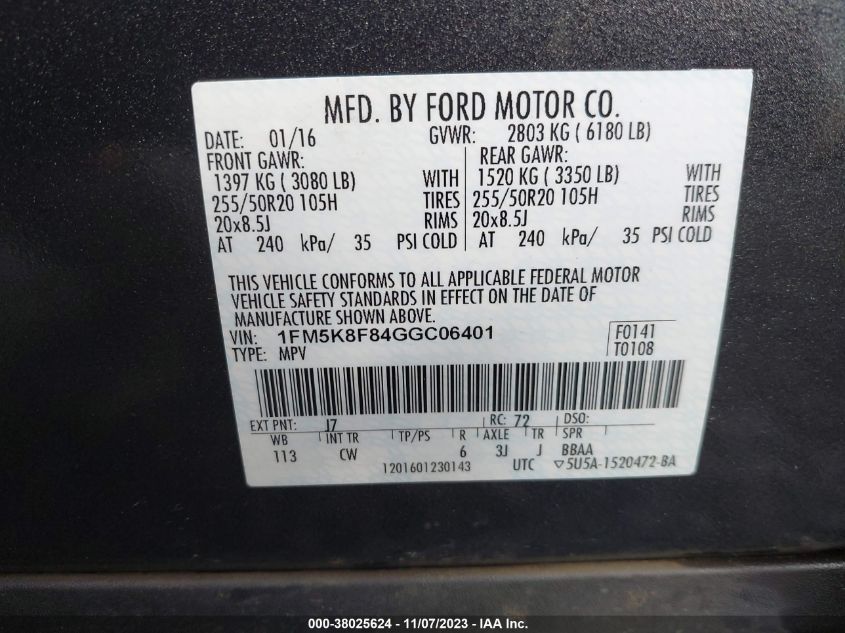 MFD. BY FORD MOTOR CO.
DATE: 01/16 GVWR: 2803 KG ( 6180 LB)
FRONT GAWR: REAR GAWR:
1397 KG ( 3080 LB) WITH 1520 KG ( 3350 LB) WITH
255/50R20 105H TIRES 255/50R20 105H TIRES
20x8.5J RIMS 20x8.5J RIMS
AT 240 kPa/ 35 PSI COLD AT 240 kPa/ 35 PSI COLD
THIS VEHICLE CONFORMS TO ALL APPLICABLE FEDERAL MOTOR
VEHICLE SAFETY STANDARDS IN EFFECT ON THE DATE OF
MANUFACTURE SHOWN ABOVE.
VIN: 1FM5K8F84GGC06401 F0141
TYPE: MPV T0108
EXT PNT: J7 RC: 72 DSO:
WB INT TR TP/PS R AXLE TR SPR
113 CW 6 3J J BBAA
1201601230143 UTC ▽5U5A-1520472-BA
000-38025624 — 11/07/2023 - IAA Inc.